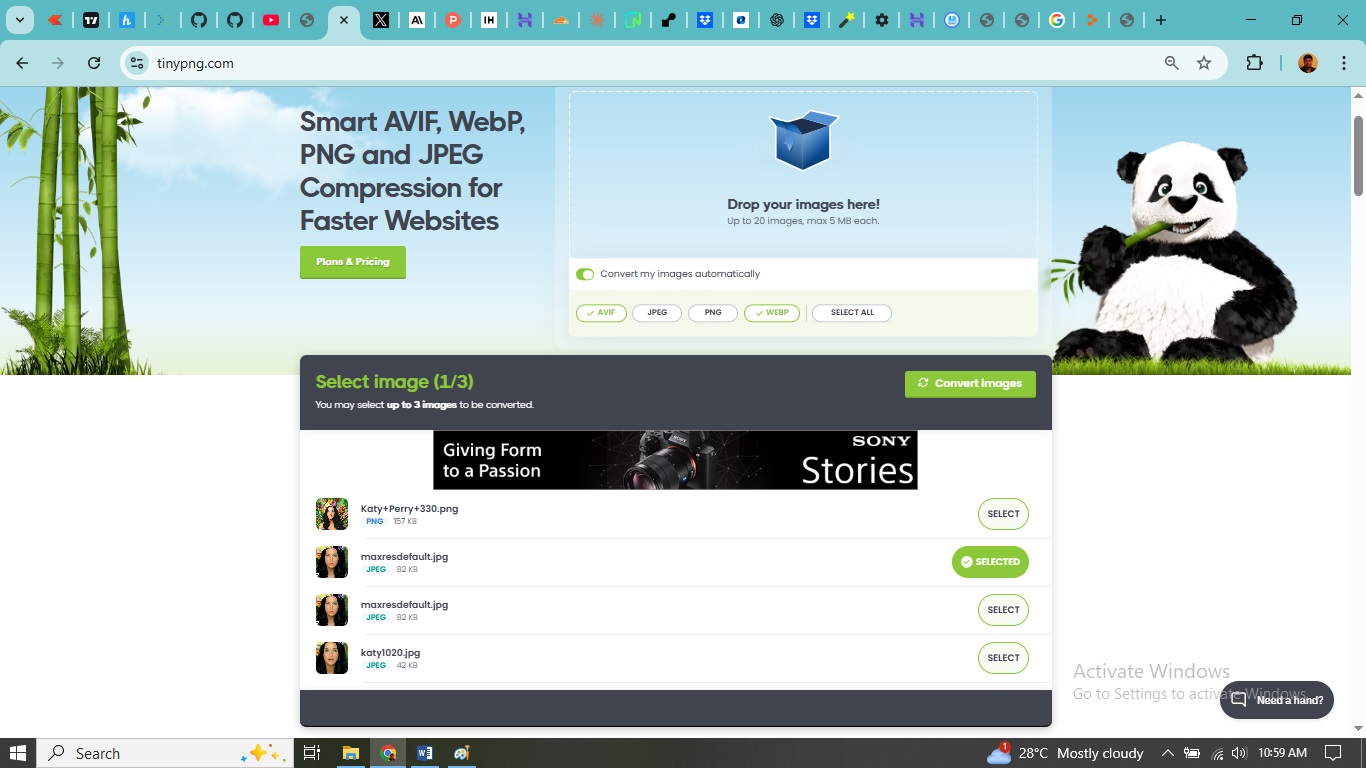 tinypng.com
Smart AVIF, WebP,
PNG and JPEG
Compression for
Faster Websites
Plans & Pricing
Drop your images here!
Up to 20 images, max 5 MB each.
Convert my images automatically
AVIF JPEG PNG WEBP SELECT ALL
Select image (1/3)
You may select up to 3 images to be converted.
Convert images
Giving Form
to a Passion
SONY
Stories
Katy+Perry+330.png
PNG 157 KB
SELECT
maxresdefault.jpg
JPEG 82 KB
SELECTED
maxresdefault.jpg
JPEG 82 KB
SELECT
katy1020.jpg
JPEG 42 KB
SELECT
Activate Windows
Go to Settings to activate Windows.
Need a hand?
Search
1
28°C Mostly cloudy
10:59 AM